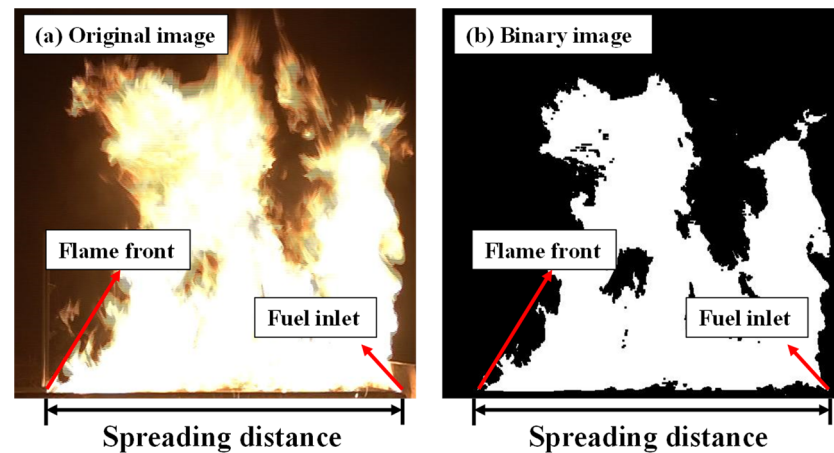 (a) Original image
(b) Binary image
Flame front
Flame front
Fuel inlet
Fuel inlet
Spreading distance
Spreading distance